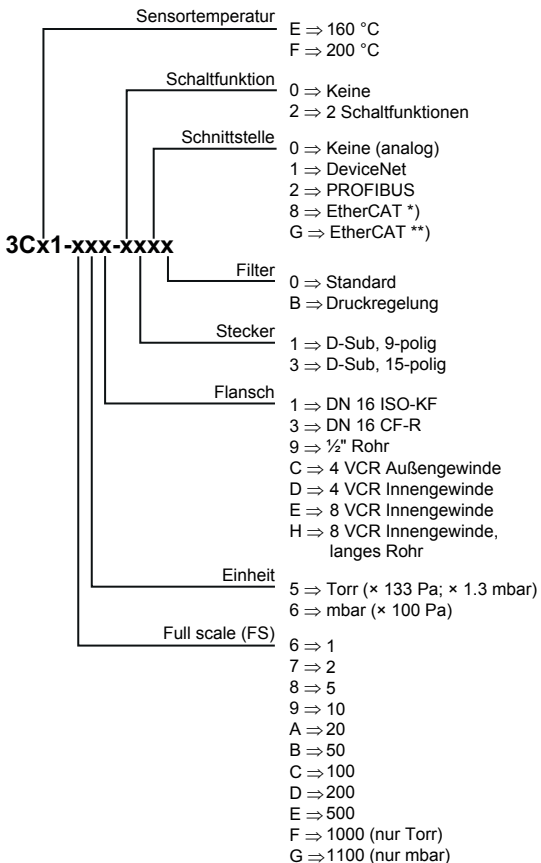 Sensortemperatur
E ⇒ 160 °C
F ⇒ 200 °C
Schaltfunktion
0 ⇒ Keine
2 ⇒ 2 Schaltfunktionen
Schnittstelle
0 ⇒ Keine (analog)
1 ⇒ DeviceNet
2 ⇒ PROFIBUS
8 ⇒ EtherCAT *)
G ⇒ EtherCAT **)
3Cx1-xxx-xxxx
Filter
0 ⇒ Standard
B ⇒ Druckregelung
Stecker
1 ⇒ D-Sub, 9-polig
3 ⇒ D-Sub, 15-polig
Flansch
1 ⇒ DN 16 ISO-KF
3 ⇒ DN 16 CF-R
9 ⇒ ½" Rohr
C ⇒ 4 VCR Außengewinde
D ⇒ 4 VCR Innengewinde
E ⇒ 8 VCR Innengewinde
H ⇒ 8 VCR Innengewinde,
langes Rohr
Einheit
5 ⇒ Torr (× 133 Pa; × 1.3 mbar)
6 ⇒ mbar (× 100 Pa)
Full scale (FS)
6 ⇒ 1
7 ⇒ 2
8 ⇒ 5
9 ⇒ 10
A ⇒ 20
B ⇒ 50
C ⇒ 100
D ⇒ 200
E ⇒ 500
F ⇒ 1000 (nur Torr)
G ⇒ 1100 (nur mbar)